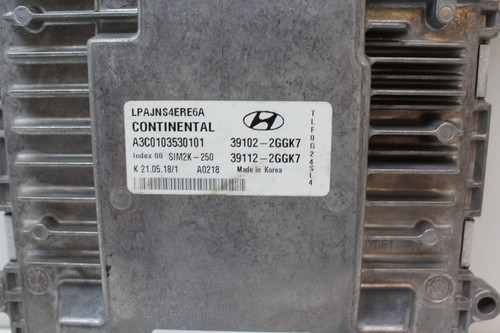 LPAJNS4ERE6A
CONTINENTAL
A3C0103530101 39102-2GGK7
Index 00 SIM2K-250 39112-2GGK7
K 21.05.18/1 A0218 Made in Korea
TLF0G24SL4